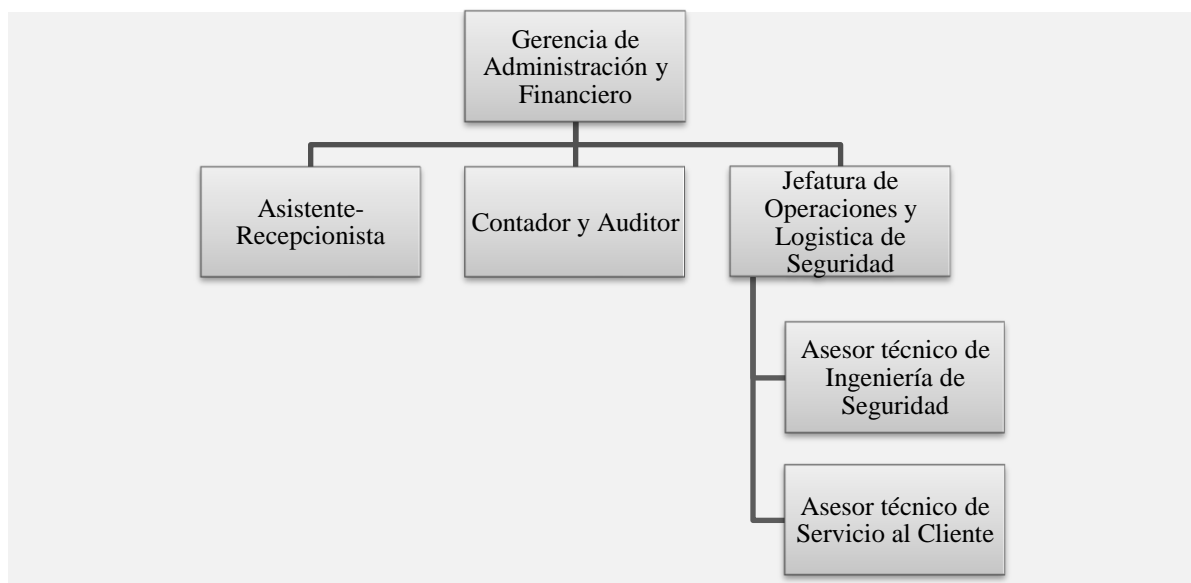 Gerencia de
Administración y
Financiero
Asistente-
Recepcionista
Contador y Auditor
Jefatura de
Operaciones y
Logistica de
Seguridad
Asesor técnico de
Ingeniería de
Seguridad
Asesor técnico de
Servicio al Cliente